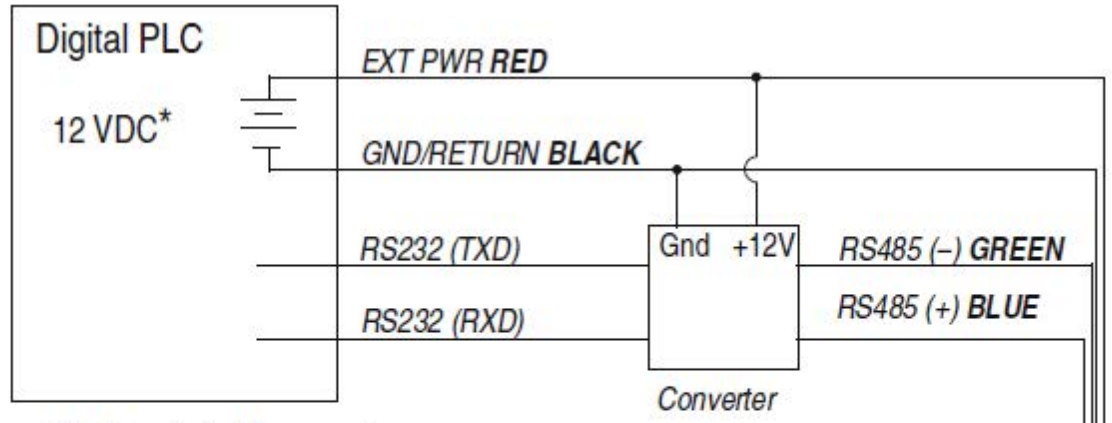 Digital PLC
12 VDC*
EXT PWR RED
GND/RETURN BLACK
RS232 (TXD)
RS232 (RXD)
Gnd +12V
RS485 (–) GREEN
RS485 (+) BLUE
Converter